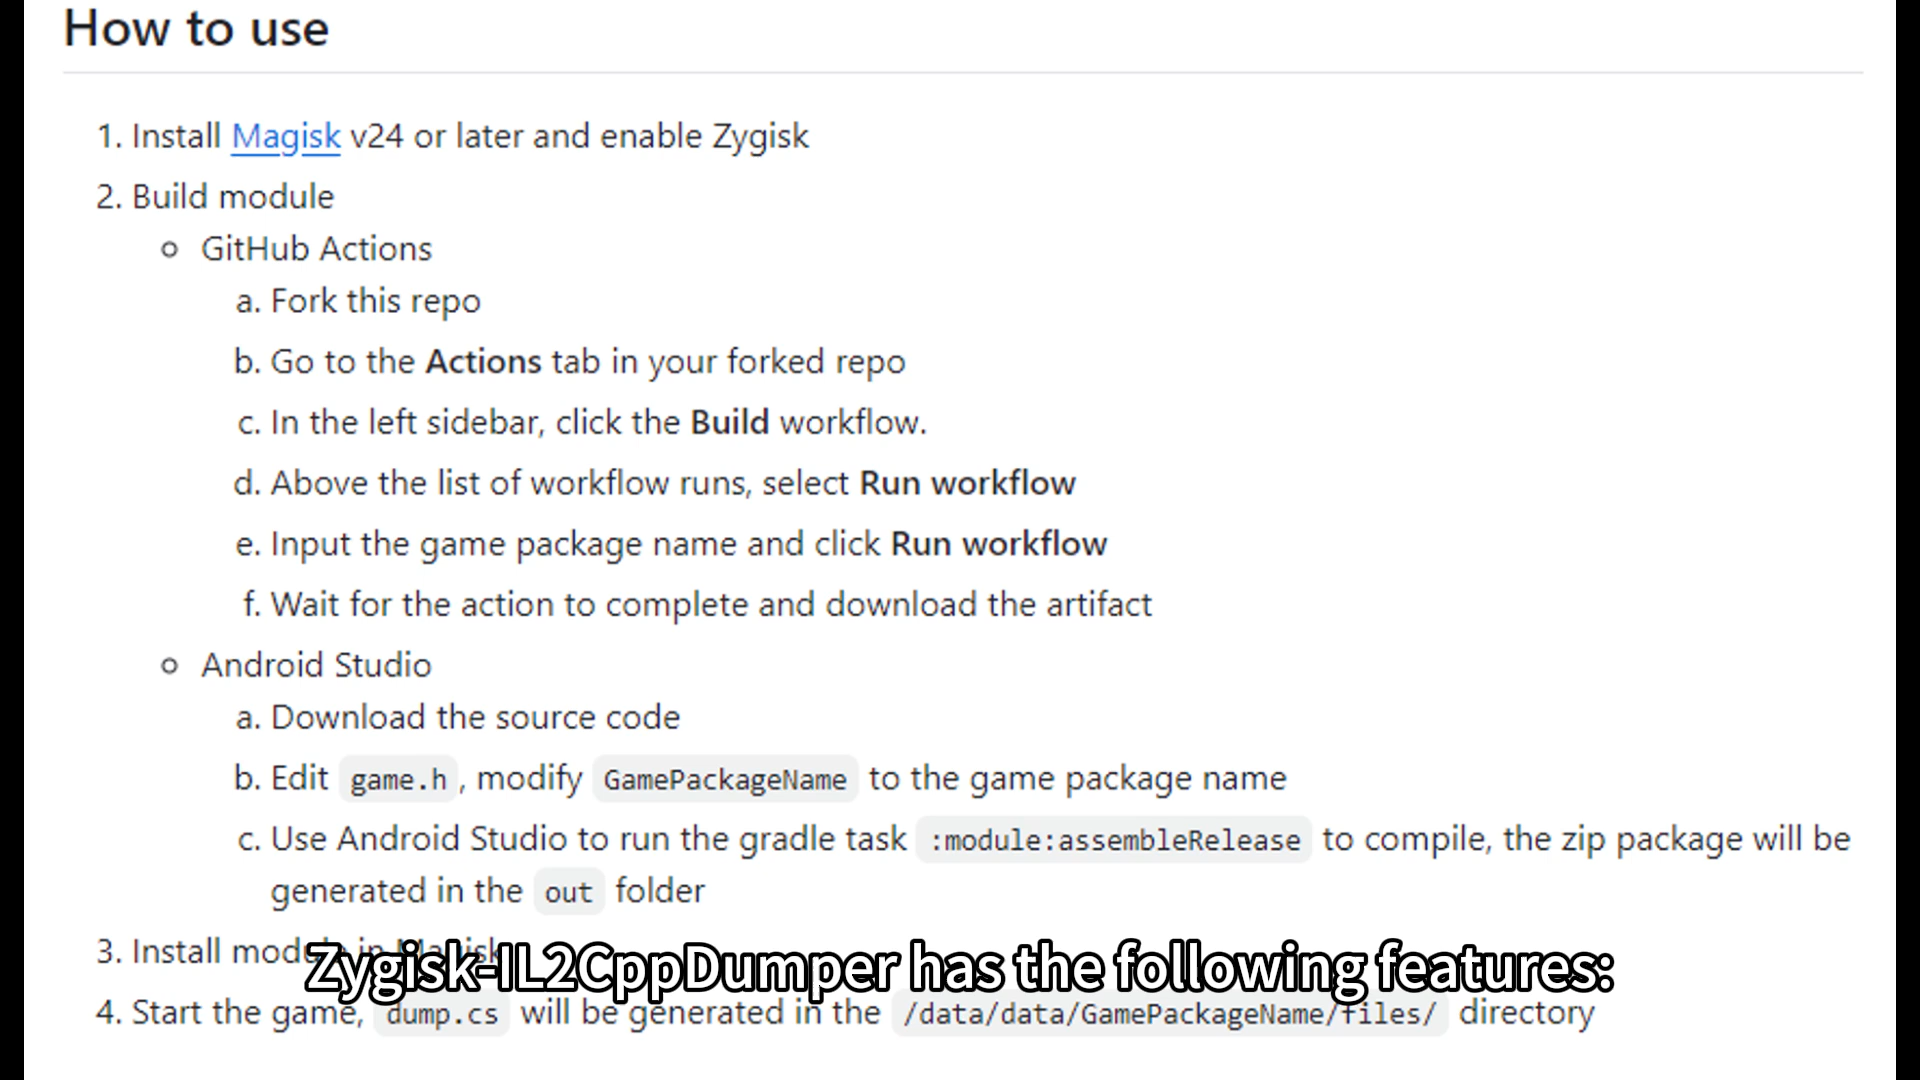 How to use
1. Install Magisk v24 or later and enable Zygisk
2. Build module
GitHub Actions
a. Fork this repo
b. Go to the Actions tab in your forked repo
c. In the left sidebar, click the Build workflow.
d. Above the list of workflow runs, select Run workflow
e. Input the game package name and click Run workflow
f. Wait for the action to complete and download the artifact
Android Studio
a. Download the source code
b. Edit game.h, modify GamePackageName to the game package name
c. Use Android Studio to run the gradle task :module:assembleRelease to compile, the zip package will be
generated in the out folder
3. Install module in Magisk
Zygisk-IL2CppDumper has the following features:
4. Start the game, dump.cs will be generated in the /data/data/GamePackageName/files/ directory